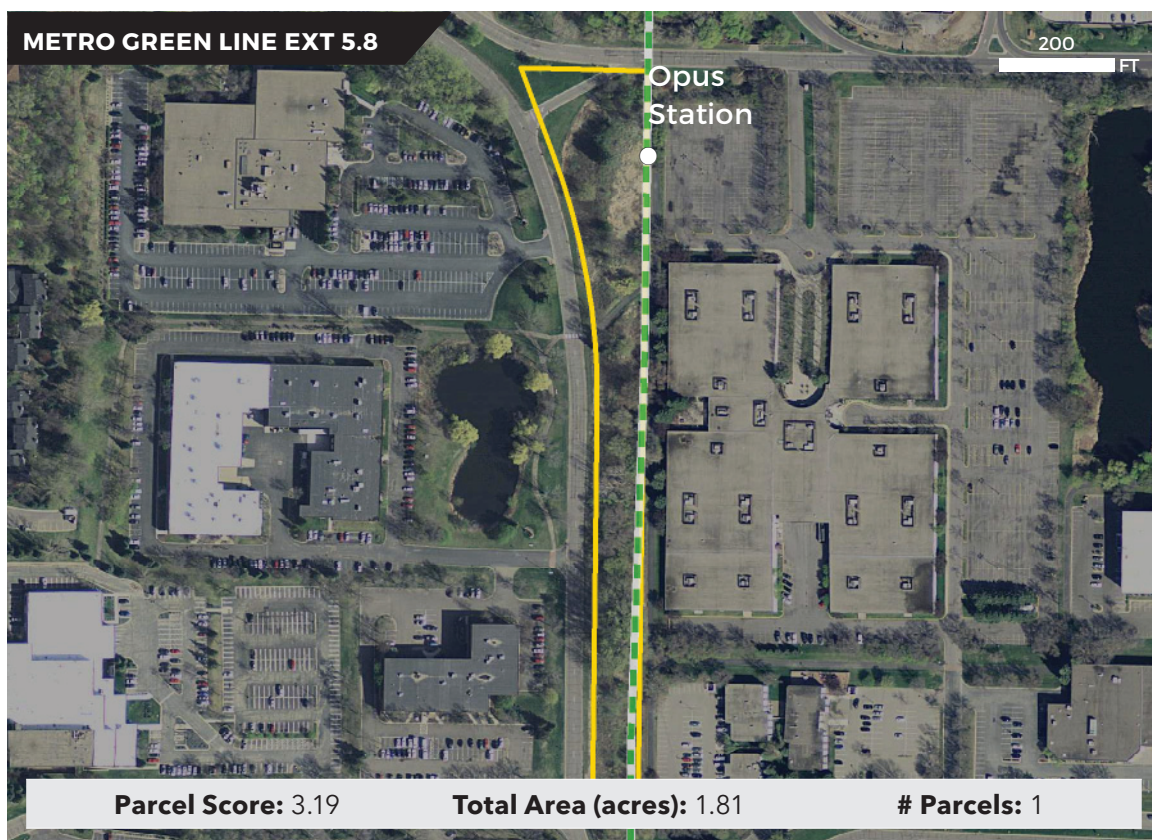 METRO GREEN LINE EXT 5.8
200
FT
Opus
Station
Parcel Score: 3.19 Total Area (acres): 1.81 # Parcels: 1